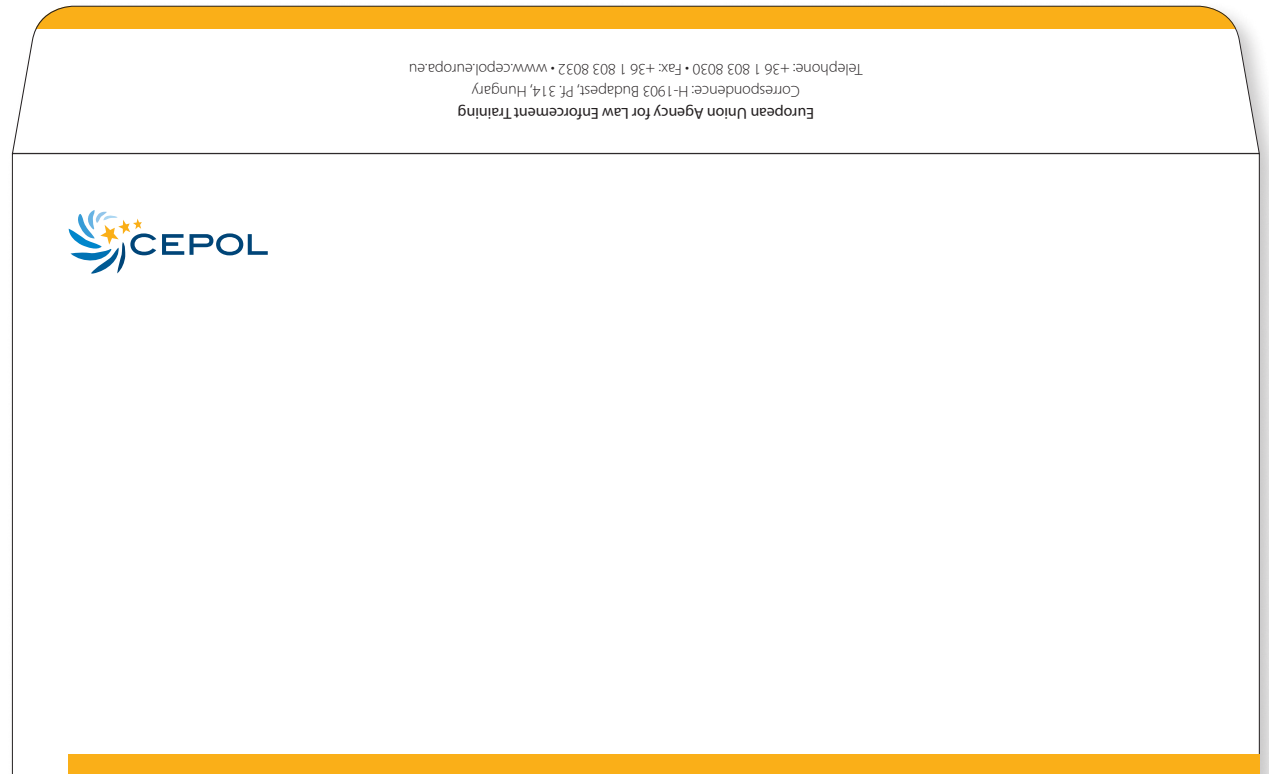 European Union Agency for Law Enforcement Training
Correspondence: H-1903 Budapest, Pf. 314, Hungary
Telephone: +36 1 803 8030 • Fax: +36 1 803 8032 • www.cepol.europa.eu
CEPOL